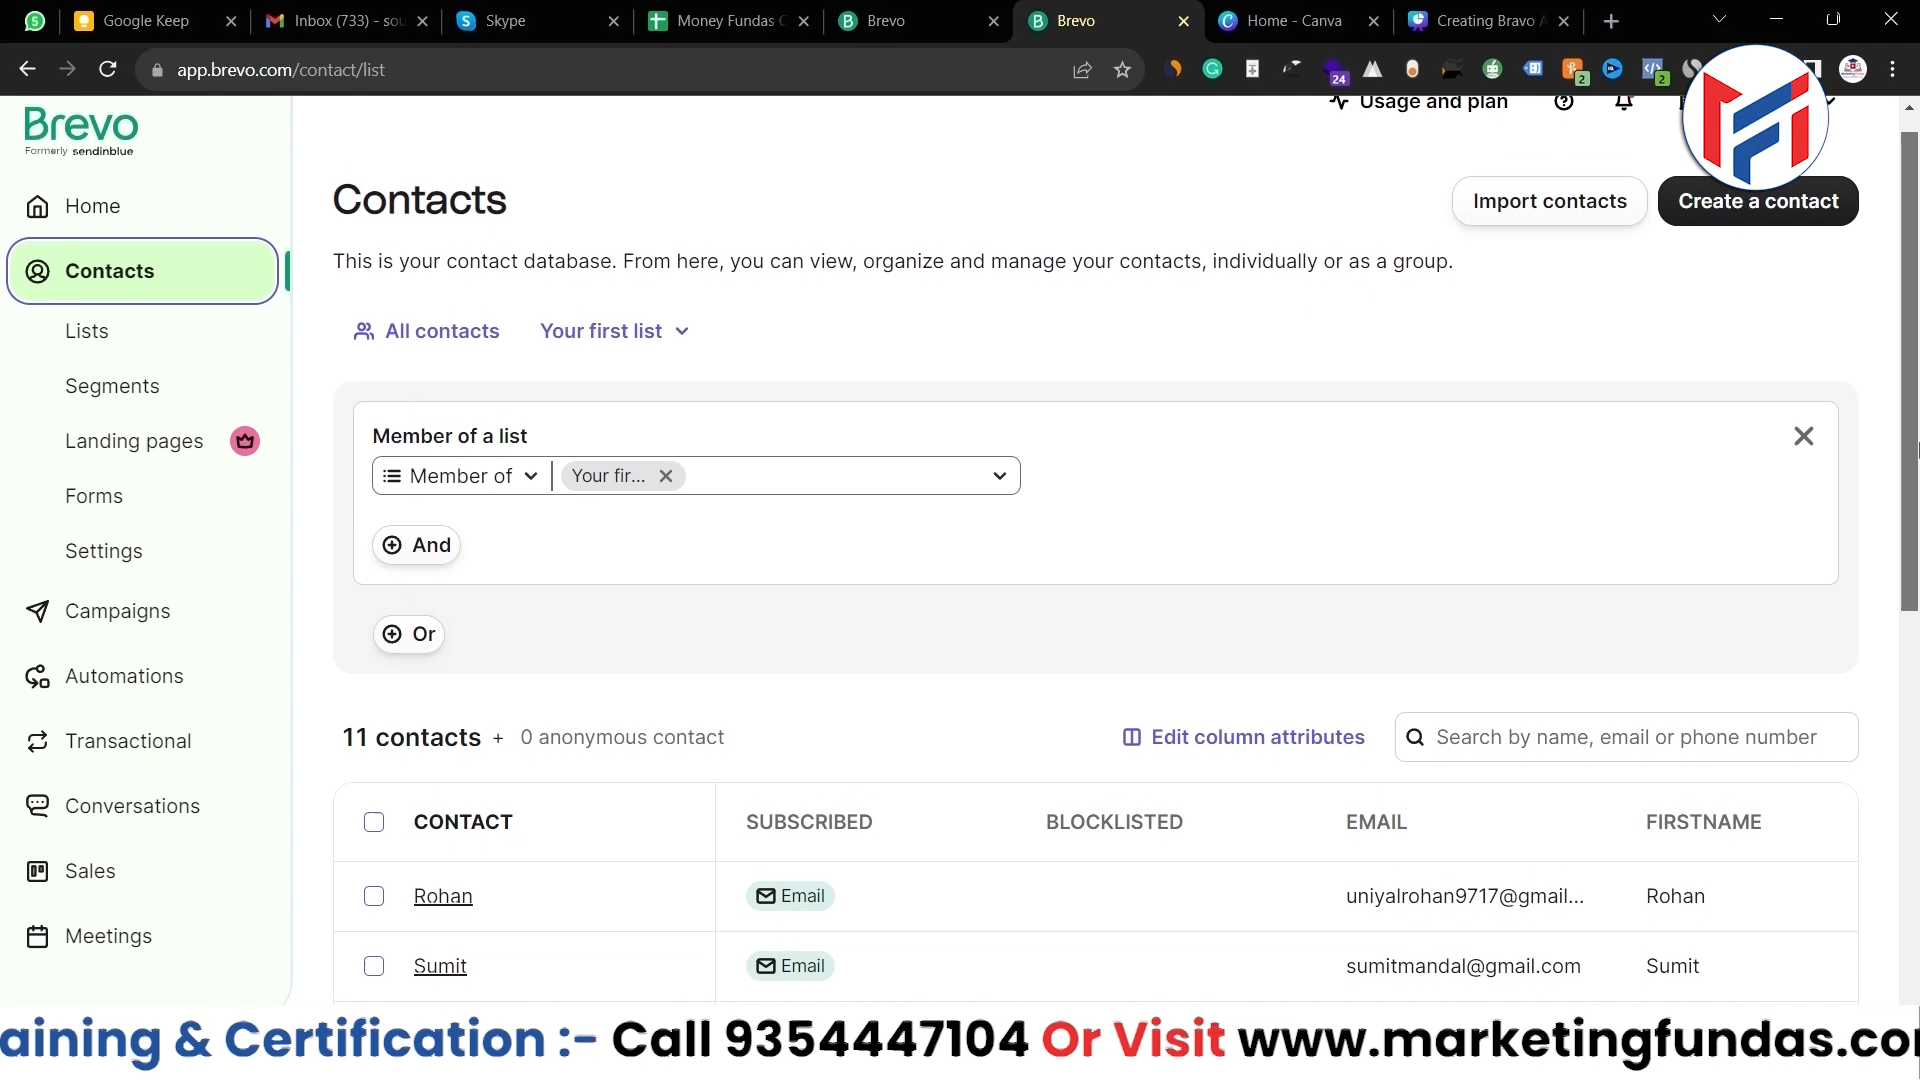 Google Keep
Inbox (733) - sou
Skype
Money Fundas C
Brevo
Brevo
Home - Canva
Creating Bravo A
app.brevo.com/contact/list
24
2
2
Brevo
Formerly sendinblue
Usage and plan
Home
Contacts
Import contacts
Create a contact
Contacts
This is your contact database. From here, you can view, organize and manage your contacts, individually or as a group.
Lists
All contacts
Your first list
Segments
Landing pages
Member of a list
Member of
Your fir...
Forms
And
Settings
Campaigns
Or
Automations
Transactional
11 contacts + 0 anonymous contact
Edit column attributes
Search by name, email or phone number
Conversations
CONTACT
SUBSCRIBED
BLOCKLISTED
EMAIL
FIRSTNAME
Sales
Rohan
Email
uniyalrohan9717@gmail...
Rohan
Meetings
Sumit
Email
sumitmandal@gmail.com
Sumit
aining & Certification :- Call 9354447104 Or Visit www.marketingfundas.co